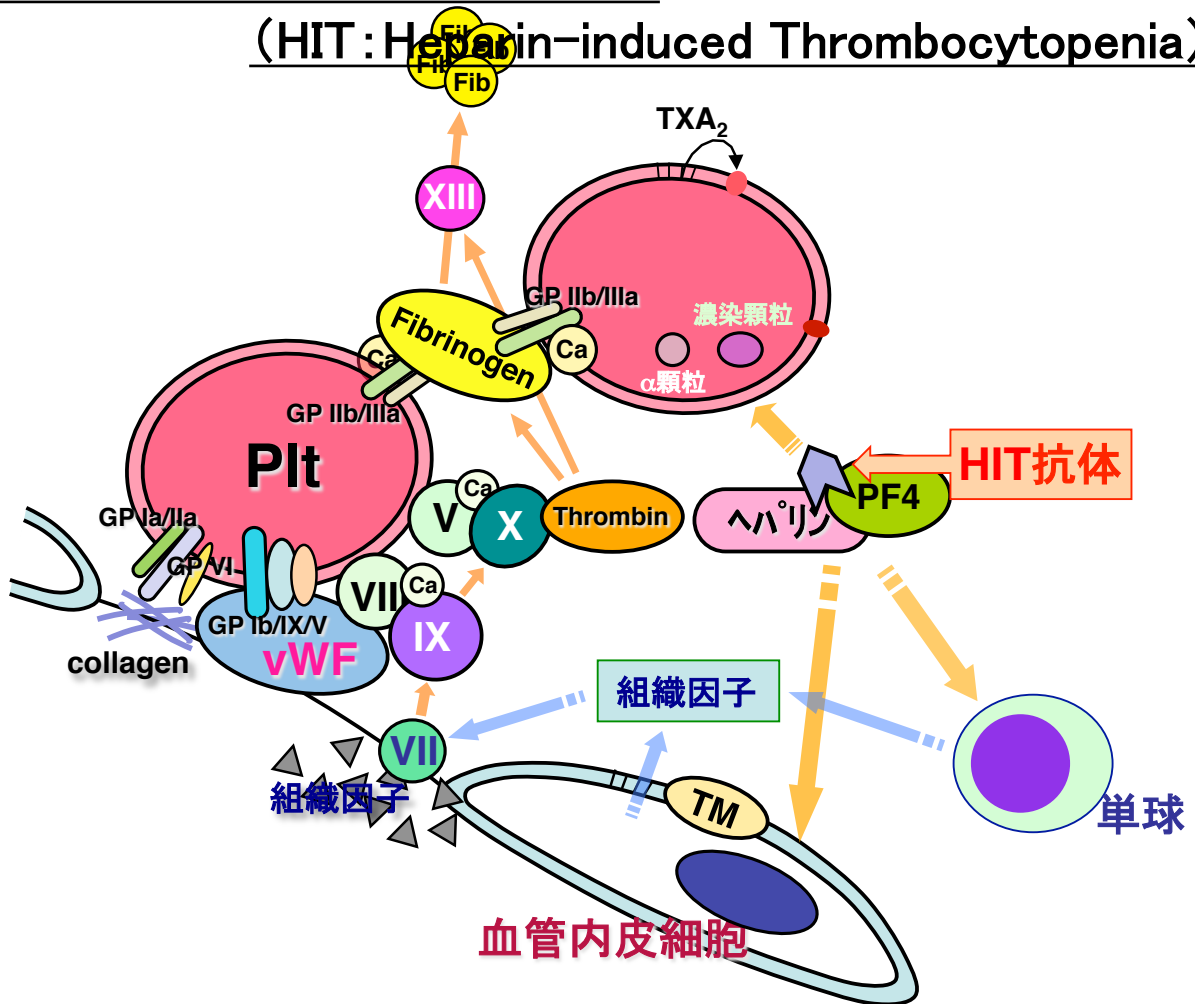 (HIT：Heparin-induced Thrombocytopenia)
Fib
Fib
Fib
Fib
TXA2
XIII
GP IIb/IIIa
濃染顆粒
Fibrinogen
Ca
Ca
α顆粒
GP IIb/IIIa
Plt
HIT抗体
PF4
Ca
V
X
Thrombin
ヘパリン
GP Ia/IIa
GP VI
Ca
VII
GP Ib/IX/V
IX
vWF
collagen
組織因子
VII
組織因子
TM
単球
血管内皮細胞